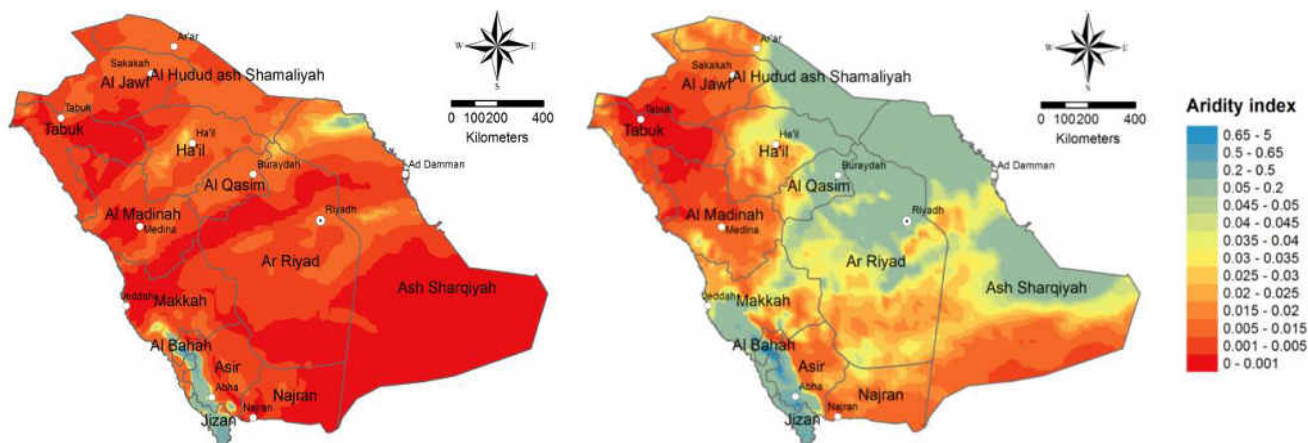 N
W E
S
100200 400
Kilometers
Ar'ar
Sakakah
Al Jawf
Al Hudud ash Shamaliyah
Tabuk
Tabuk
Ha'il
Ha'il
Buraydah
Al Qasim
Ad Damman
Al Madinah
Medina
Riyadh
Ar Riyad
Ash Sharqiyah
Jeddah
Makkah
Al Bahah
Asir
Abha
Najran
Najran
Jizan
N
W E
S
100200 400
Kilometers
Ar'ar
Sakakah
Al Jawf
Al Hudud ash Shamaliyah
Tabuk
Tabuk
Ha'il
Ha'il
Buraydah
Al Qasim
Ad Damman
Al Madinah
Medina
Riyadh
Ar Riyad
Ash Sharqiyah
Jeddah
Makkah
Al Bahah
Asir
Abha
Najran
Najran
Jizan
Aridity index
0.65 - 5
0.5 - 0.65
0.2 - 0.5
0.05 - 0.2
0.045 - 0.05
0.04 - 0.045
0.035 - 0.04
0.03 - 0.035
0.025 - 0.03
0.02 - 0.025
0.015 - 0.02
0.005 - 0.015
0.001 - 0.005
0 - 0.001